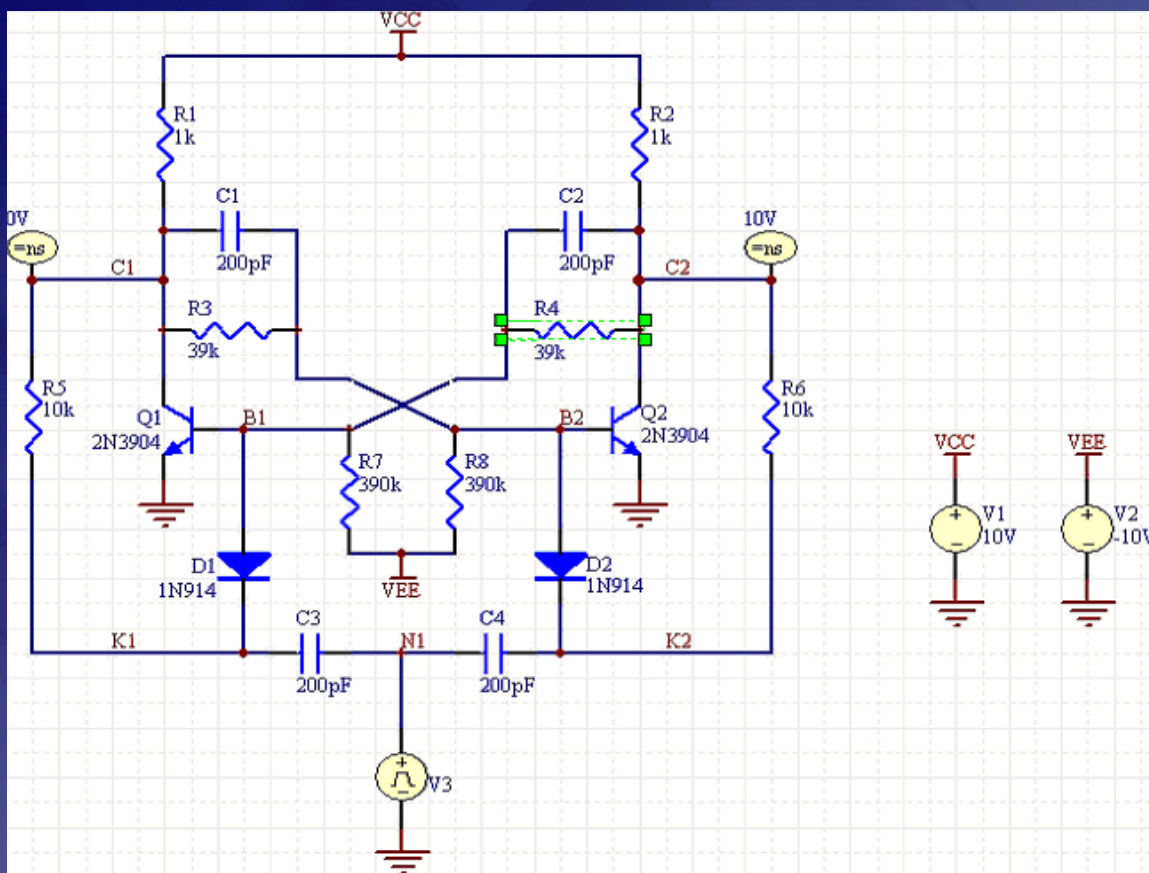 VCC
R1
1k
R2
1k
C1
200pF
C2
200pF
0V
=ns
10V
=ns
C1
C2
R3
39k
R4
39k
R5
10k
R6
10k
Q1
2N3904
B1
B2
Q2
2N3904
R7
390k
R8
390k
VCC
VEE
V1
10V
V2
-10V
D1
1N914
D2
1N914
VEE
C3
200pF
C4
200pF
K1
N1
K2
V3